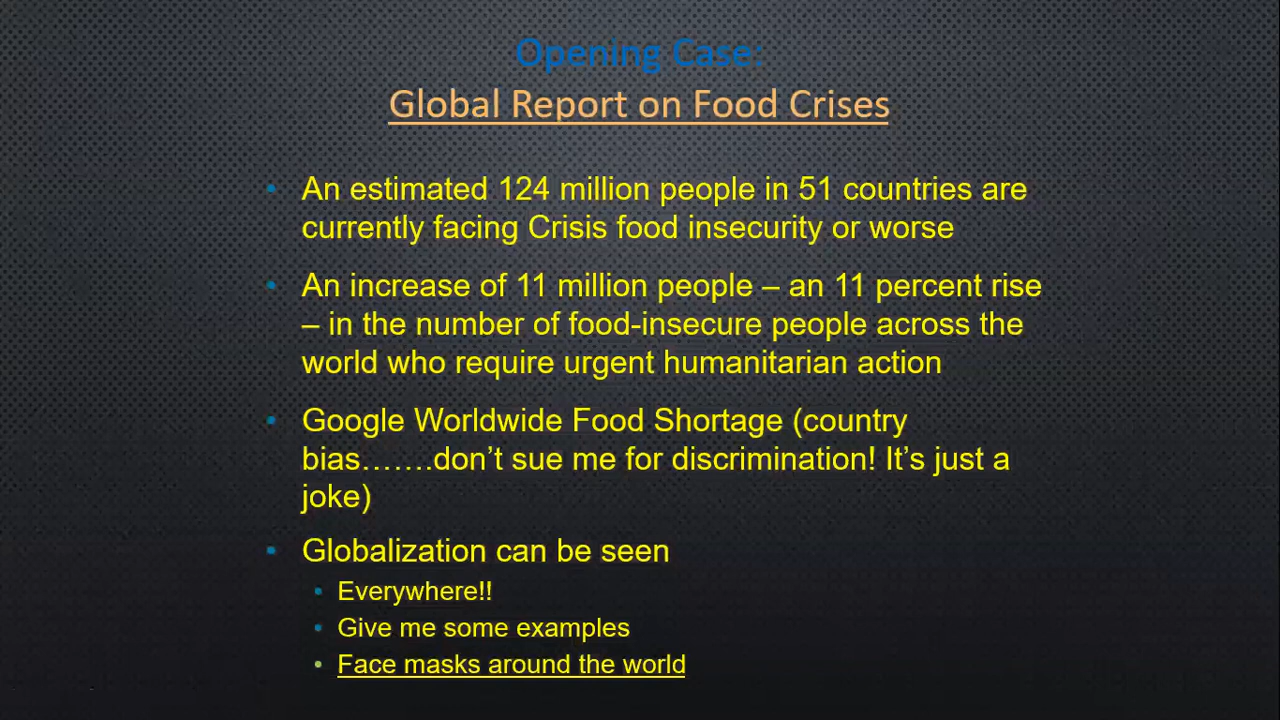 Opening Case:
Global Report on Food Crises
• An estimated 124 million people in 51 countries are
currently facing Crisis food insecurity or worse
• An increase of 11 million people – an 11 percent rise
– in the number of food-insecure people across the
world who require urgent humanitarian action
• Google Worldwide Food Shortage (country
bias…….don’t sue me for discrimination! It’s just a
joke)
• Globalization can be seen
• Everywhere!!
• Give me some examples
• Face masks around the world